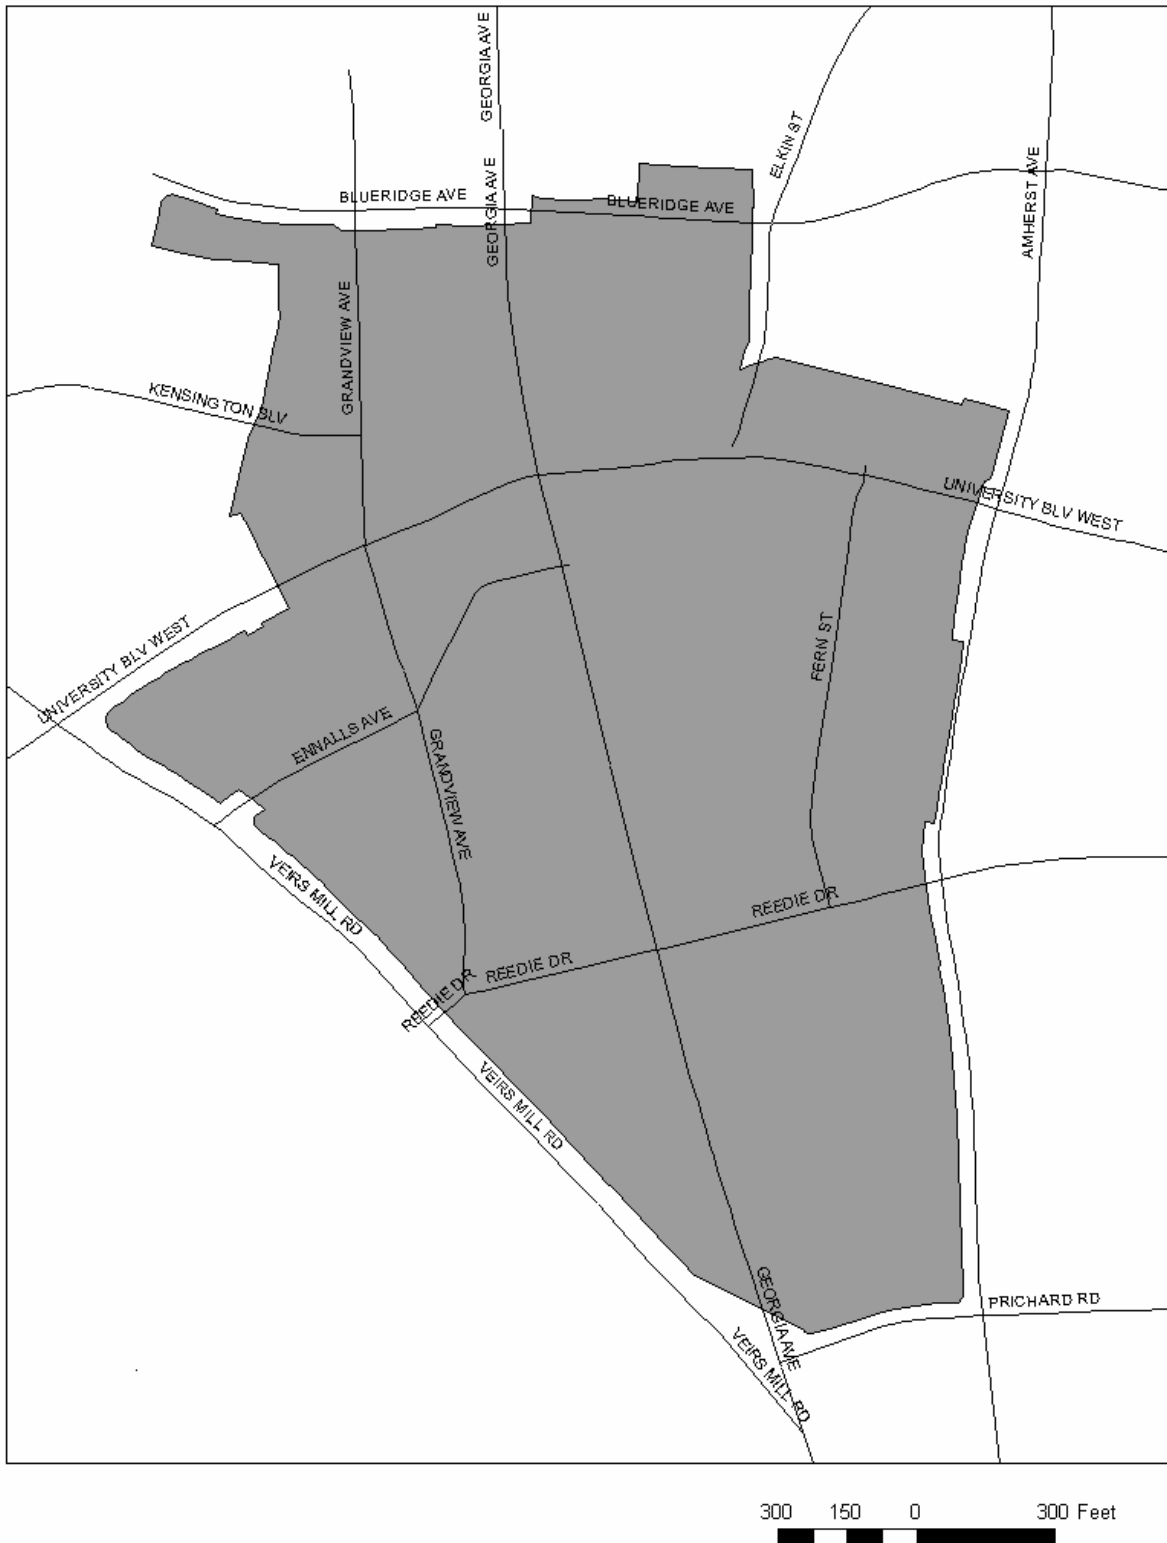 GEORGIA AVE
ELKIN ST
AMHERST AVE
GEORGIA AVE
BLUERIDGE AVE
BLUERIDGE AVE
GRANDVIEW AVE
KENSINGTON BLV
UNIVERSITY BLV WEST
UNIVERSITY BLV WEST
FERN ST
ENNALLS AVE
GRANDVIEW AVE
VEIRS MILL RD
REEDIE DR
REEDIE DR
REEDIE DR
VEIRS MILL RD
GEORGIA AVE
PRICHARD RD
VEIRS MILL RD
300 150 0 300 Feet